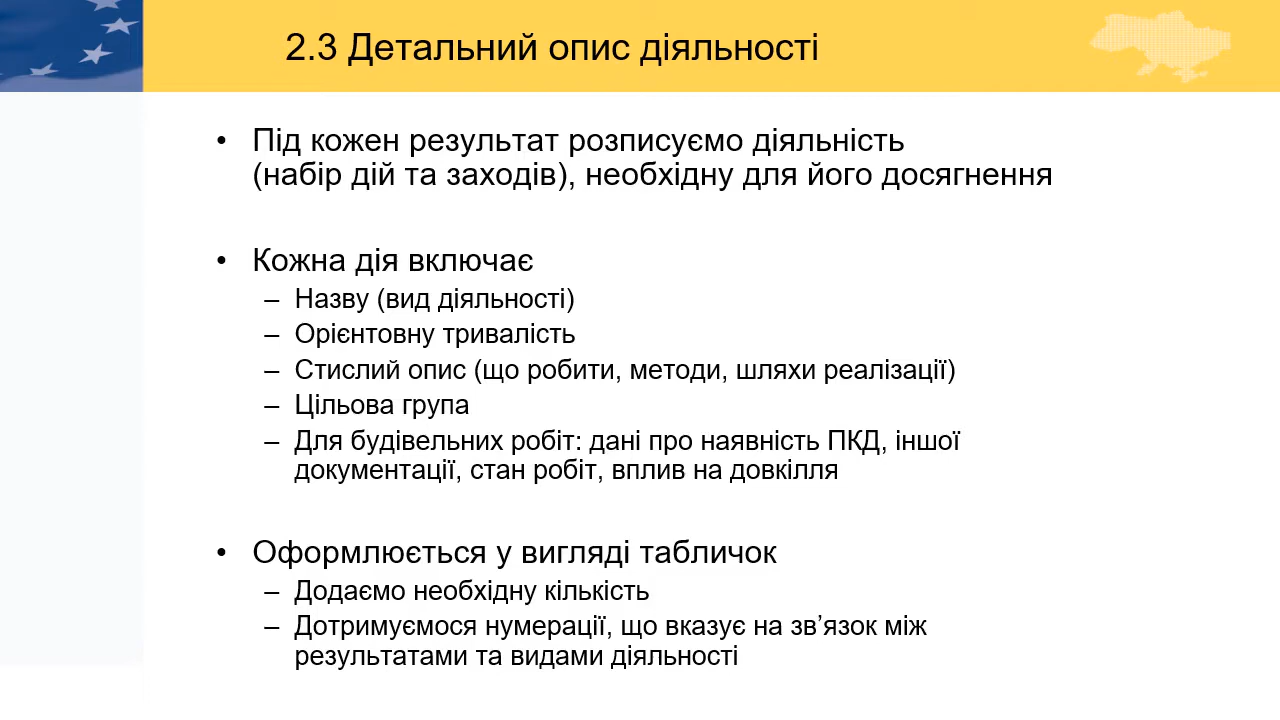 2.3 Детальний опис діяльності
• Під кожен результат розписуємо діяльність
(набір дій та заходів), необхідну для його досягнення
• Кожна дія включає
– Назву (вид діяльності)
– Орієнтовну тривалість
– Стислий опис (що робити, методи, шляхи реалізації)
– Цільова група
– Для будівельних робіт: дані про наявність ПКД, іншої
документації, стан робіт, вплив на довкілля
• Оформлюється у вигляді табличок
– Додаємо необхідну кількість
– Дотримуємося нумерації, що вказує на зв’язок між
результатами та видами діяльності